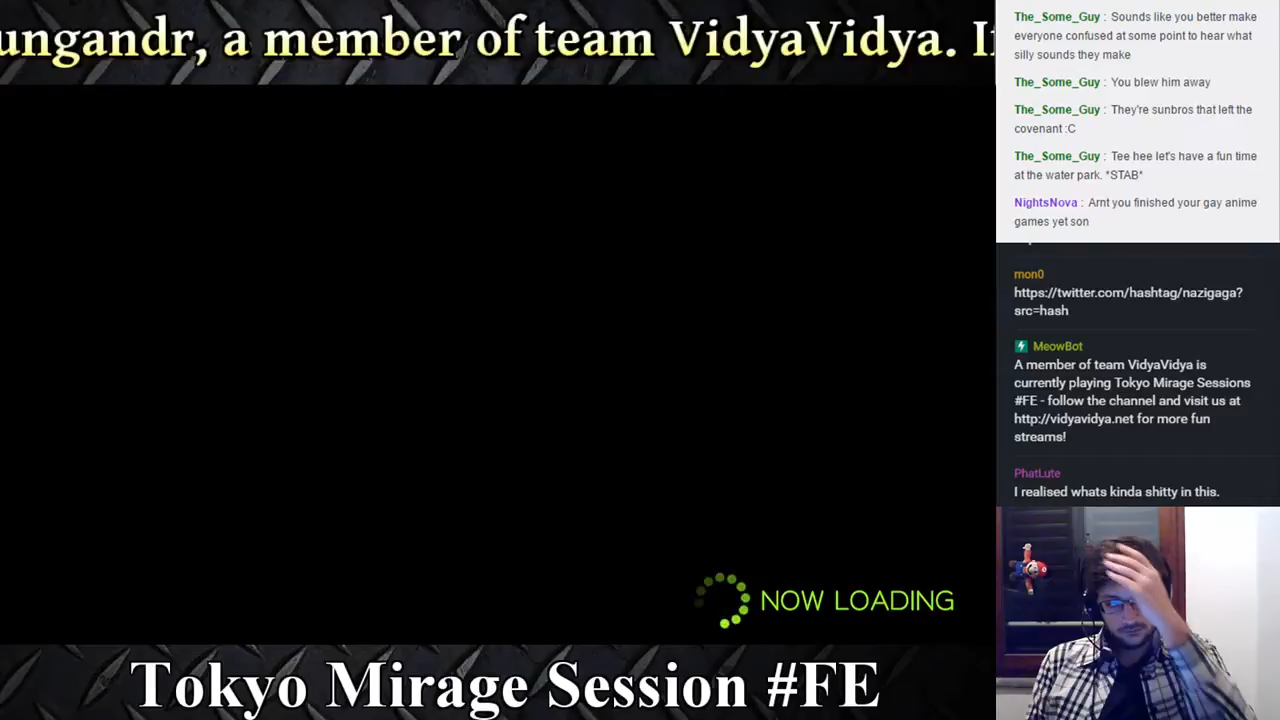 ungandr, a member of team VidyaVidya. I
The_Some_Guy : Sounds like you better make
everyone confused at some point to hear what
silly sounds they make
The_Some_Guy : You blew him away
The_Some_Guy : They're sunbros that left the
covenant :C
The_Some_Guy : Tee hee let's have a fun time
at the water park. *STAB*
NightsNova : Arnt you finished your gay anime
games yet son
mon0
https://twitter.com/hashtag/nazigaga?
src=hash
MeowBot
A member of team VidyaVidya is
currently playing Tokyo Mirage Sessions
#FE - follow the channel and visit us at
http://vidyavidya.net for more fun
streams!
PhatLute
I realised whats kinda shitty in this.
NOW LOADING
Tokyo Mirage Session #FE